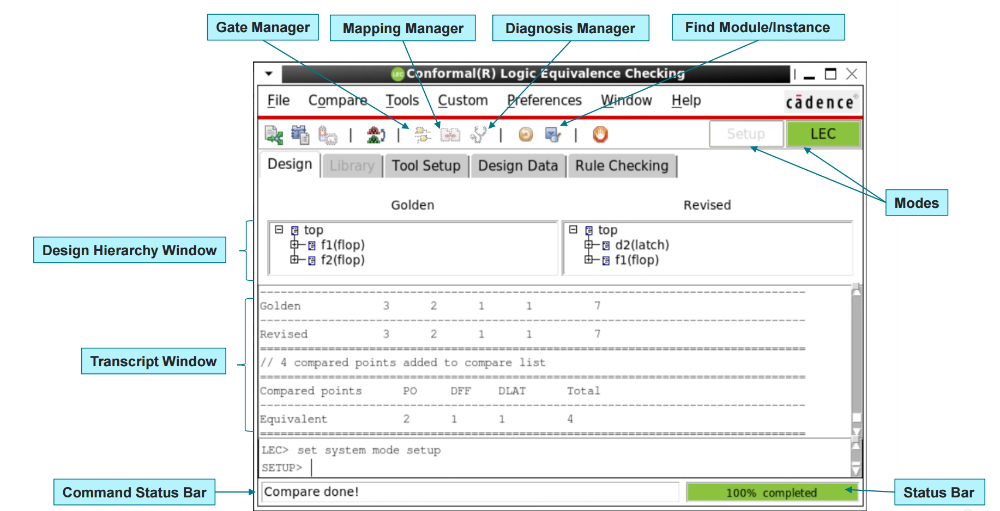 Gate Manager
Mapping Manager
Diagnosis Manager
Find Module/Instance
LEC Conformal(R) Logic Equivalence Checking
File Compare Tools Custom Preferences Window Help
cādence®
Setup LEC
Design Library Tool Setup Design Data Rule Checking
Modes
Golden Revised
Design Hierarchy Window
top
f1(flop)
f2(flop)
top
d2(latch)
f1(flop)
Transcript Window
Golden 3 2 1 1 7
Revised 3 2 1 1 7
// 4 compared points added to compare list
Compared points PO DFF DLAT Total
Equivalent 2 1 1 4
LEC> set system mode setup
SETUP>
Command Status Bar
Compare done!
100% completed
Status Bar